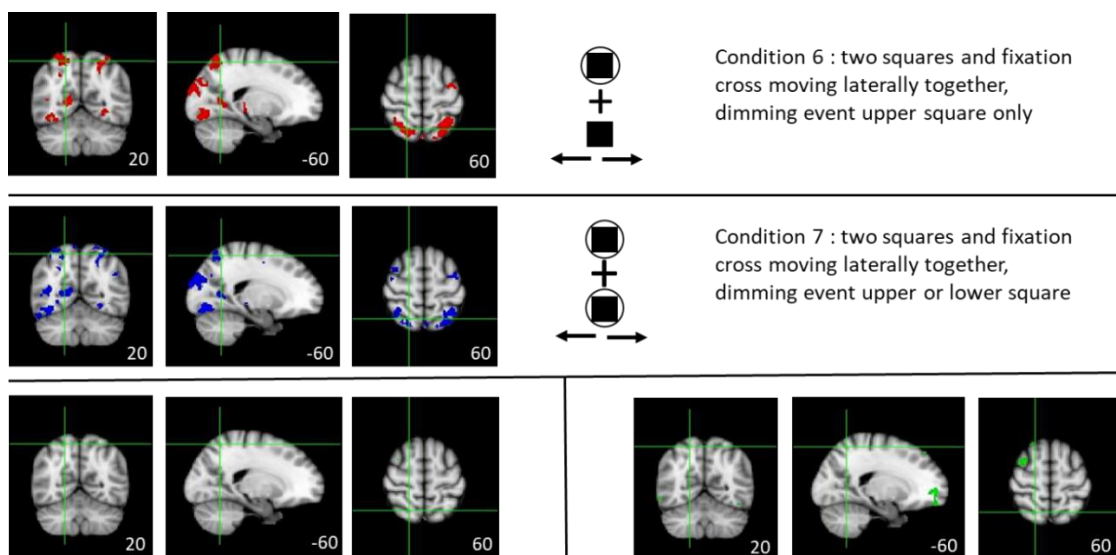 20
-60
60
Condition 6 : two squares and fixation
cross moving laterally together,
dimming event upper square only
20
-60
60
Condition 7 : two squares and fixation
cross moving laterally together,
dimming event upper or lower square
20
-60
60
20
-60
60